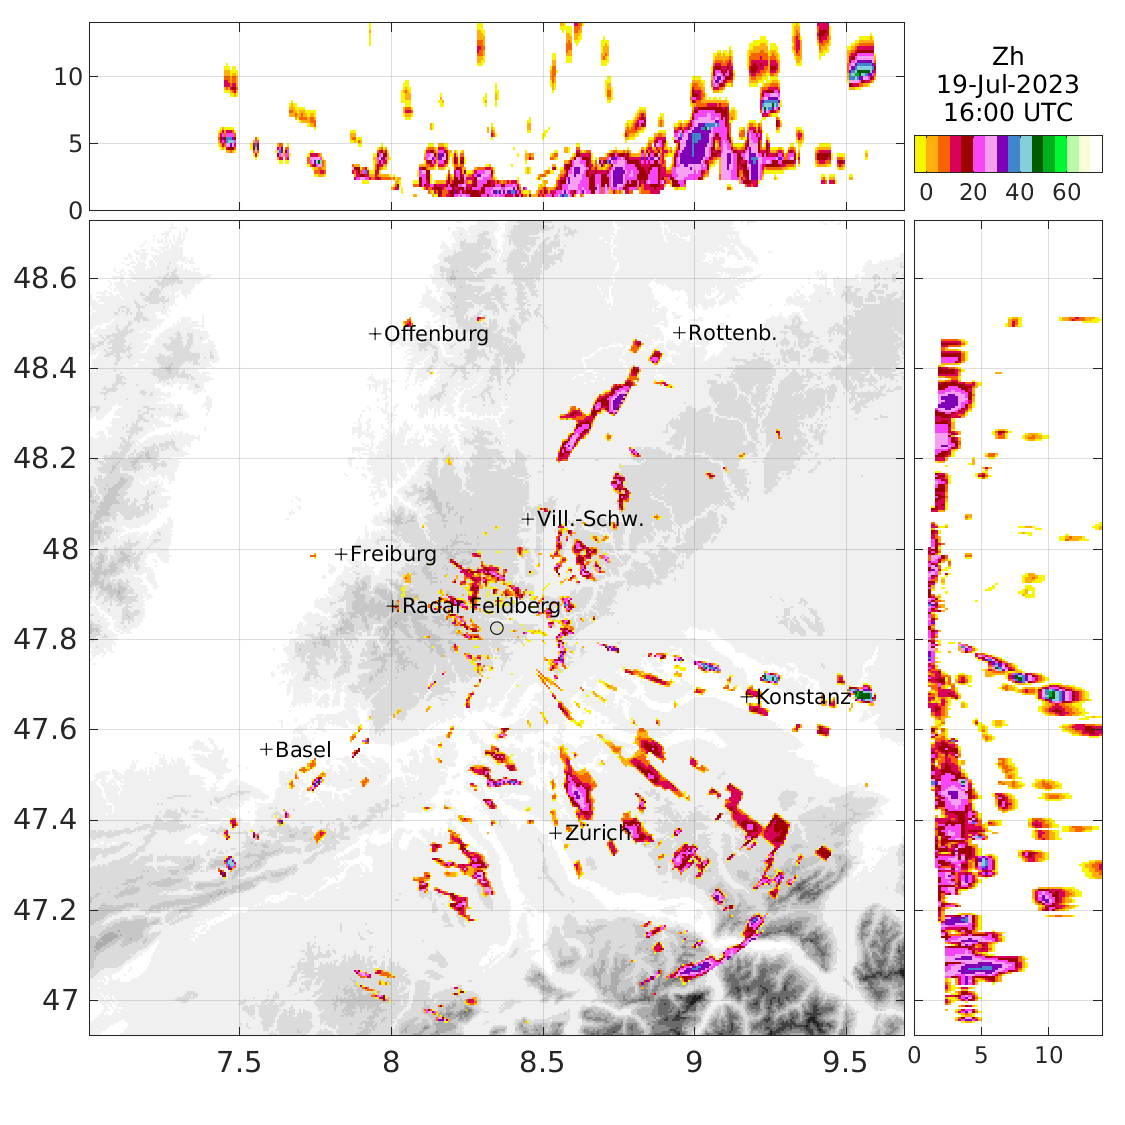 10
5
0
Zh
19-Jul-2023
16:00 UTC
0 20 40 60
48.6
48.4
48.2
48
47.8
47.6
47.4
47.2
47
+Offenburg
+Rottenb.
+Vill.-Schw.
+Freiburg
+Radar Feldberg
+Konstanz
+Basel
+Zürich
7.5 8 8.5 9 9.5
0 5 10